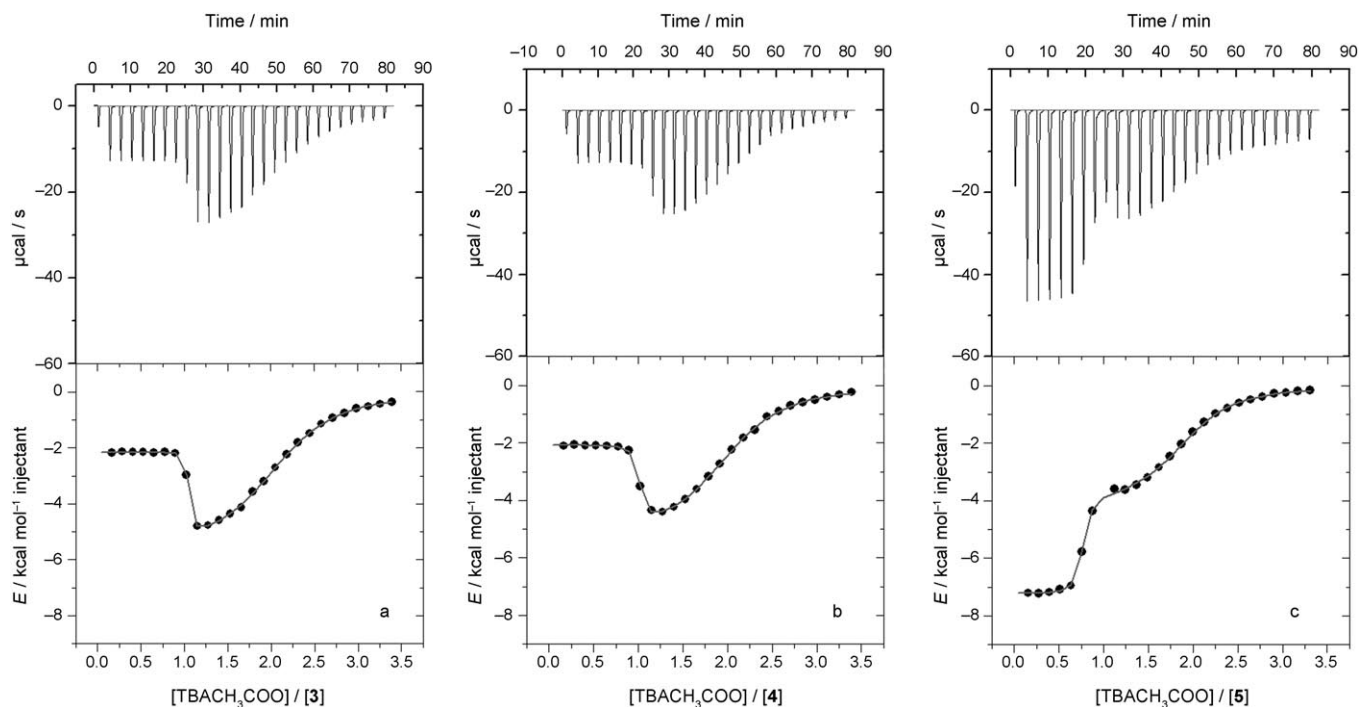 Time / min
0 10 20 30 40 50 60 70 80 90
0
–20
–40
–60
µcal / s
0
–2
–4
–6
–8
E / kcal mol⁻¹ injectant
a
0.0 0.5 1.0 1.5 2.0 2.5 3.0 3.5
[TBACH₃COO] / [3]
Time / min
–10 0 10 20 30 40 50 60 70 80 90
0
–20
–40
–60
µcal / s
0
–2
–4
–6
–8
E / kcal mol⁻¹ injectant
b
0.0 0.5 1.0 1.5 2.0 2.5 3.0 3.5
[TBACH₃COO] / [4]
Time / min
0 10 20 30 40 50 60 70 80 90
0
–20
–40
–60
µcal / s
0
–2
–4
–6
–8
E / kcal mol⁻¹ injectant
c
0.0 0.5 1.0 1.5 2.0 2.5 3.0 3.5
[TBACH₃COO] / [5]